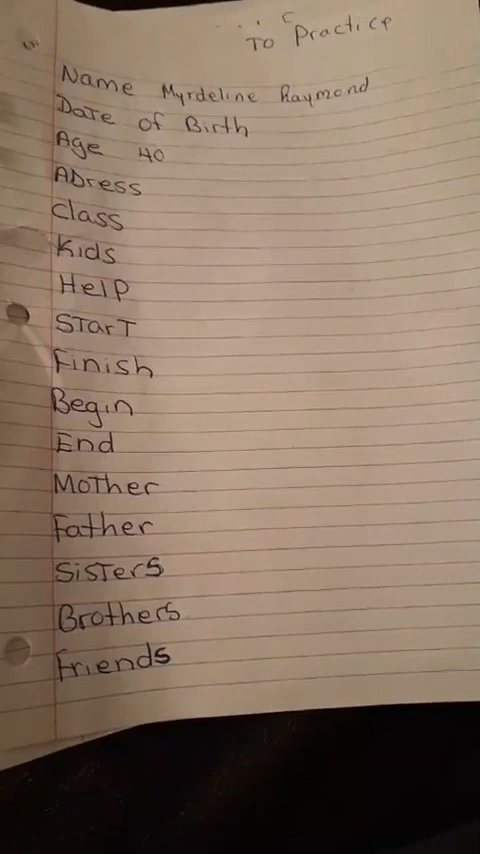 To Practice
Name Myrdeline Raymond
Date of Birth
Age 40
ADress
class
Kids
Help
STarT
Finish
Begin
End
MoTher
Father
SisTerS
Brothers
Friends